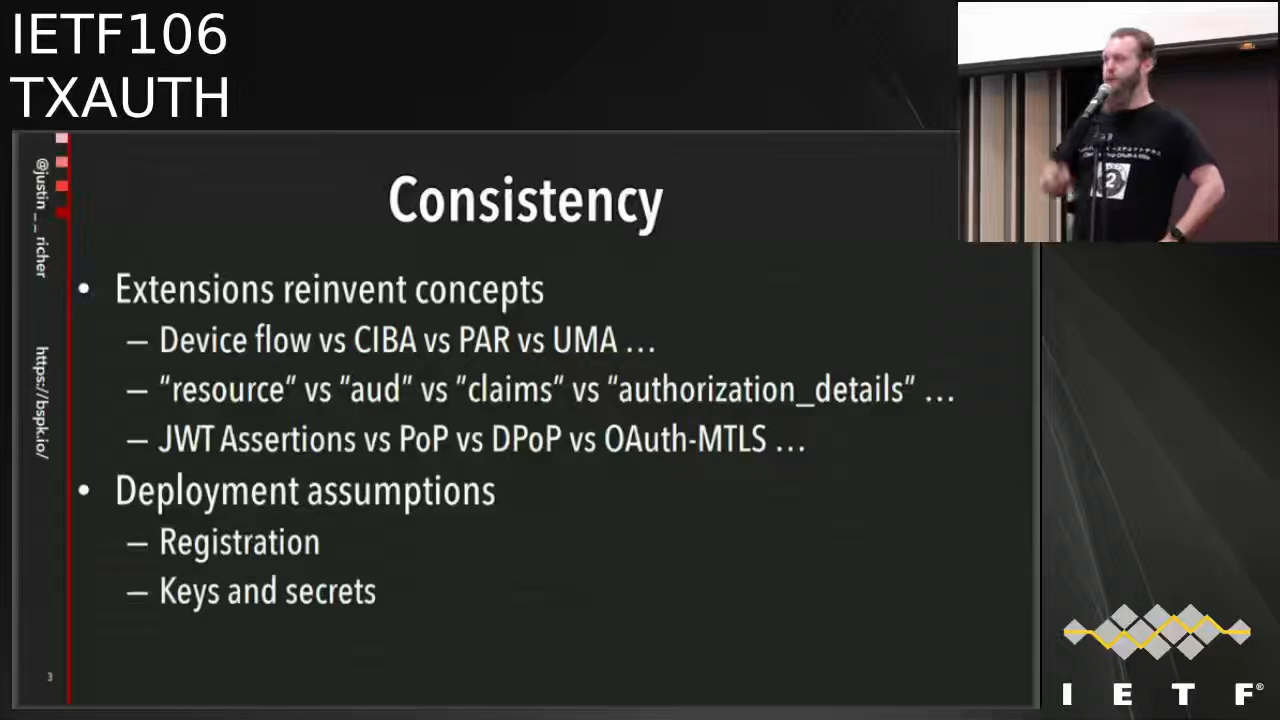 IETF106
TXAUTH
@justin__richer
https://bspk.io/
Consistency
• Extensions reinvent concepts
– Device flow vs CIBA vs PAR vs UMA …
– “resource” vs “aud” vs “claims” vs “authorization_details” …
– JWT Assertions vs PoP vs DPoP vs OAuth-MTLS …
• Deployment assumptions
– Registration
– Keys and secrets
3
2
I E T F®